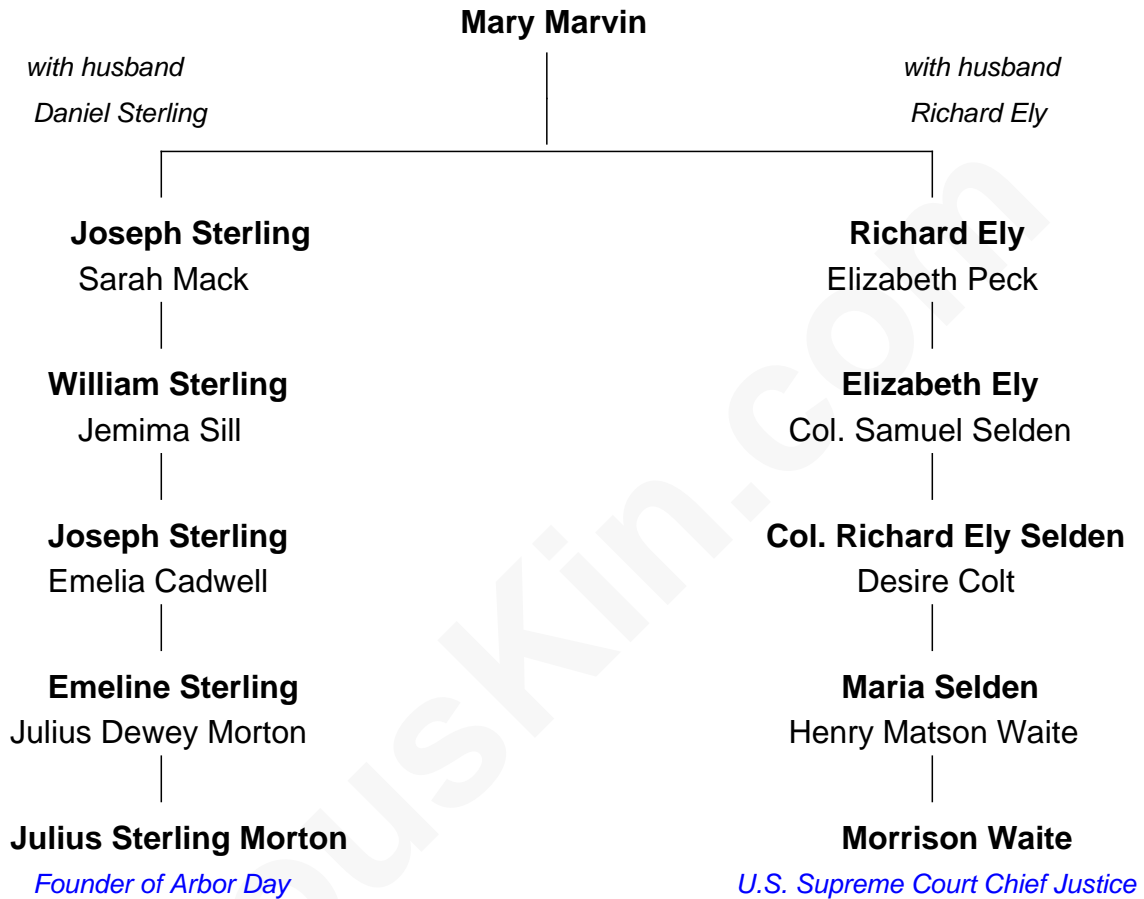 Mary Marvin
with husband
Daniel Sterling
with husband
Richard Ely
Joseph Sterling
Sarah Mack
Richard Ely
Elizabeth Peck
William Sterling
Jemima Sill
Elizabeth Ely
Col. Samuel Selden
Joseph Sterling
Emelia Cadwell
Col. Richard Ely Selden
Desire Colt
Emeline Sterling
Julius Dewey Morton
Maria Selden
Henry Matson Waite
Julius Sterling Morton
Founder of Arbor Day
Morrison Waite
U.S. Supreme Court Chief Justice
ousKin.com